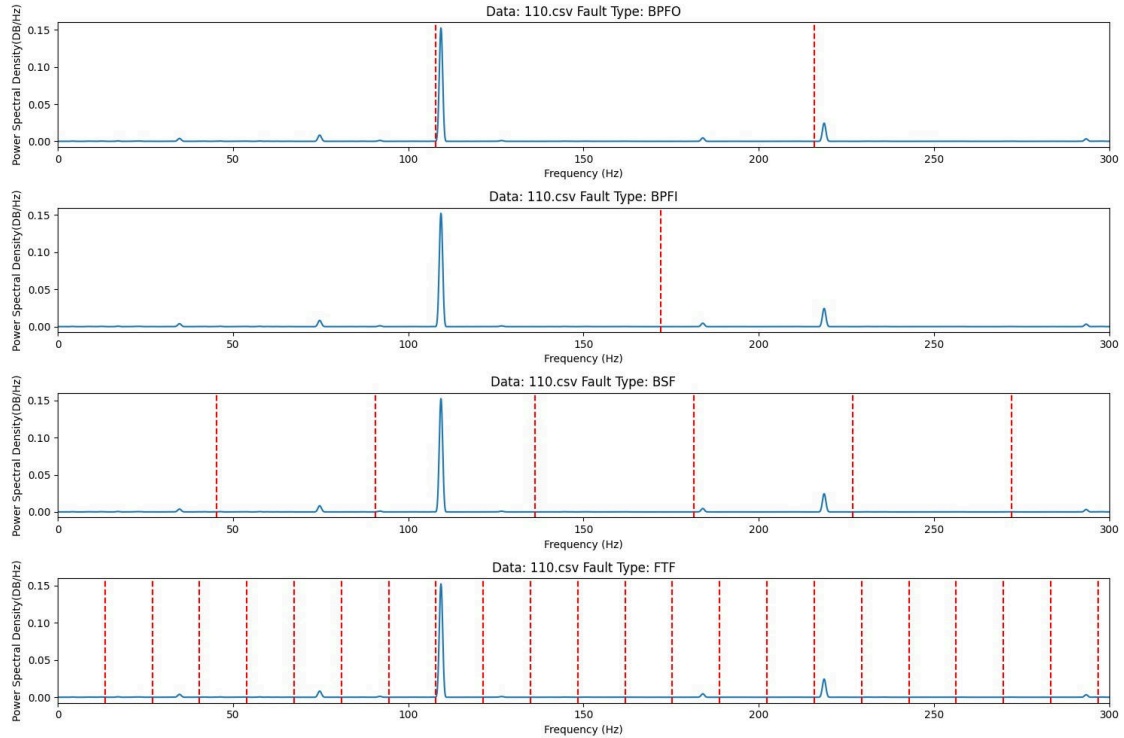 Data: 110.csv Fault Type: BPFO
Power Spectral Density(DB/Hz)
0.15
0.10
0.05
0.00
0 50 100 150 200 250 300
Frequency (Hz)
Data: 110.csv Fault Type: BPFI
Power Spectral Density(DB/Hz)
0.15
0.10
0.05
0.00
0 50 100 150 200 250 300
Frequency (Hz)
Data: 110.csv Fault Type: BSF
Power Spectral Density(DB/Hz)
0.15
0.10
0.05
0.00
0 50 100 150 200 250 300
Frequency (Hz)
Data: 110.csv Fault Type: FTF
Power Spectral Density(DB/Hz)
0.15
0.10
0.05
0.00
0 50 100 150 200 250 300
Frequency (Hz)